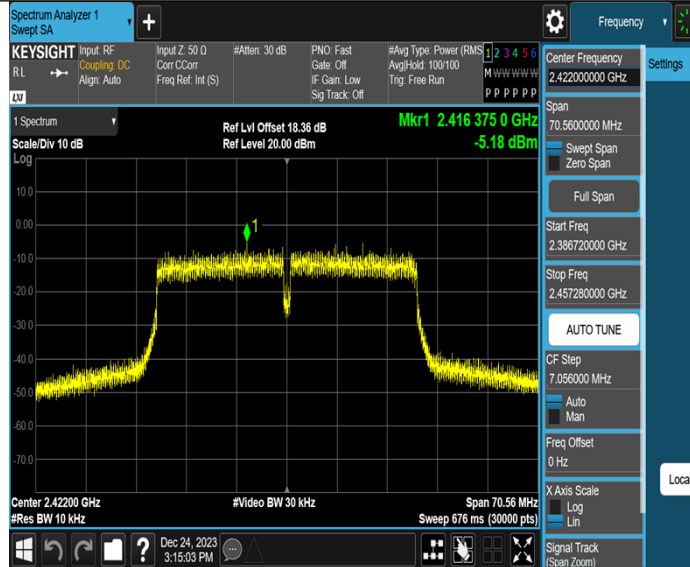 Spectrum Analyzer 1
Swept SA
+
Frequency
KEYSIGHT
RL
LXI
Input: RF
Coupling: DC
Align: Auto
Input Z: 50 Ω
Corr CCorr
Freq Ref: Int (S)
#Atten: 30 dB
PNO: Fast
Gate: Off
IF Gain: Low
Sig Track: Off
#Avg Type: Power (RMS
Avg|Hold: 100/100
Trig: Free Run
1 2 3 4 5 6
M W W W W W
P P P P P P
Center Frequency
2.422000000 GHz
Settings
Span
70.5600000 MHz
Swept Span
Zero Span
Full Span
Start Freq
2.386720000 GHz
Stop Freq
2.457280000 GHz
AUTO TUNE
CF Step
7.056000 MHz
Auto
Man
Freq Offset
0 Hz
X Axis Scale
Log
Lin
Signal Track
(Span Zoom)
Loca
1 Spectrum
Scale/Div 10 dB
Log
Ref Lvl Offset 18.36 dB
Ref Level 20.00 dBm
Mkr1 2.416 375 0 GHz
-5.18 dBm
10.0
0.00
1
-10.0
-20.0
-30.0
-40.0
-50.0
-60.0
-70.0
Center 2.42200 GHz
#Res BW 10 kHz
#Video BW 30 kHz
Span 70.56 MHz
Sweep 676 ms (30000 pts)
?
Dec 24, 2023
3:15:03 PM